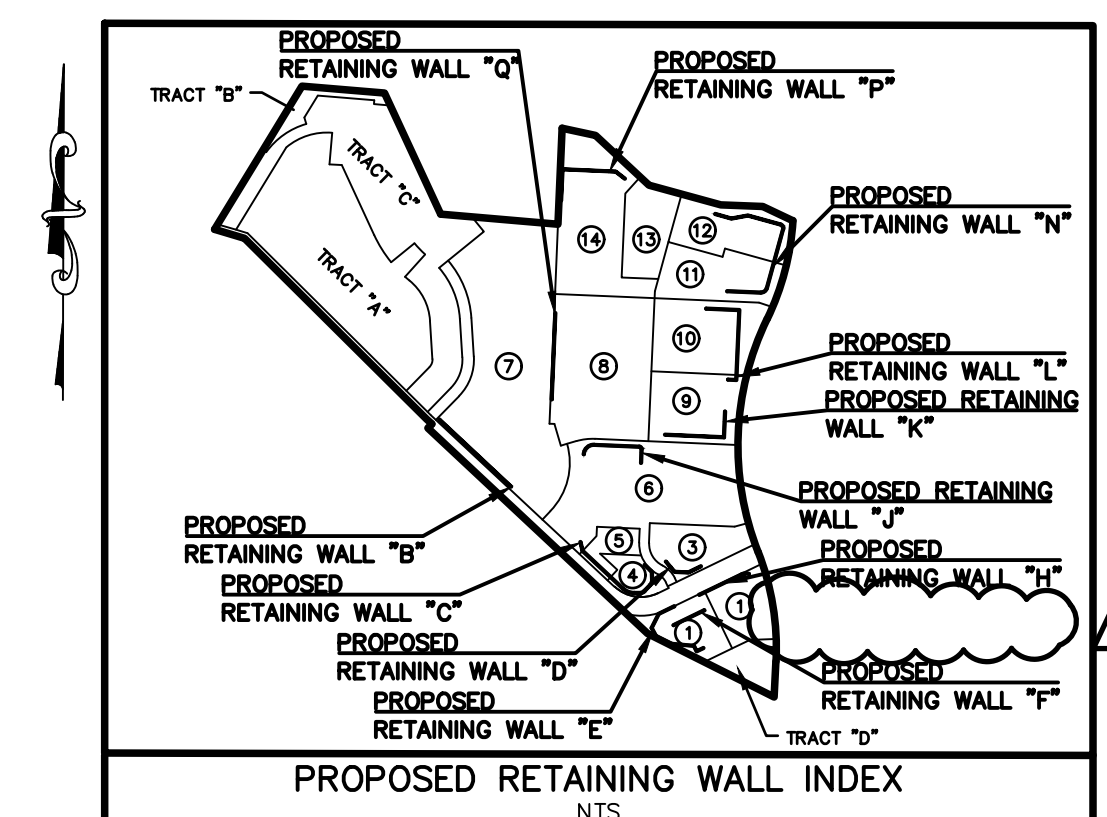 PROPOSED
RETAINING WALL "Q"
PROPOSED
RETAINING WALL "P"
TRACT "B"
TRACT "C"
PROPOSED
RETAINING WALL "N"
12
14
13
11
TRACT "A"
10
PROPOSED
RETAINING WALL "L"
7
8
9
PROPOSED RETAINING
WALL "K"
6
PROPOSED RETAINING
WALL "J"
PROPOSED
RETAINING WALL "B"
5
3
PROPOSED
RETAINING WALL "H"
4
PROPOSED
RETAINING WALL "C"
1
1
PROPOSED
RETAINING WALL "D"
PROPOSED
RETAINING WALL "F"
PROPOSED
RETAINING WALL "E"
TRACT "D"
PROPOSED RETAINING WALL INDEX
NTS